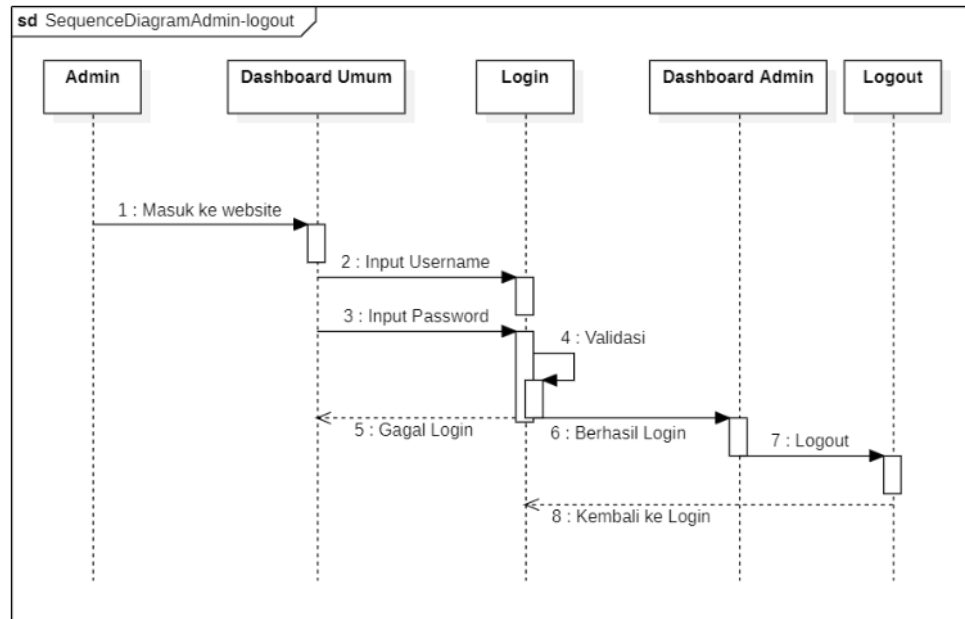 sd SequenceDiagramAdmin-logout
Admin
Dashboard Umum
Login
Dashboard Admin
Logout
1 : Masuk ke website
2 : Input Username
3 : Input Password
4 : Validasi
5 : Gagal Login
6 : Berhasil Login
7 : Logout
8 : Kembali ke Login